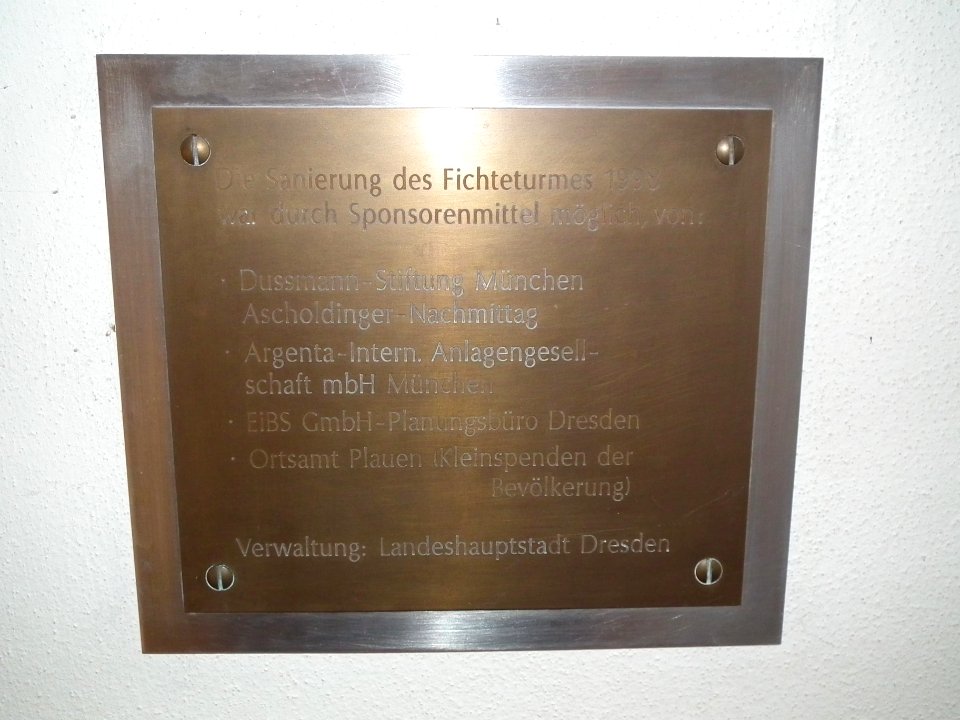 Die Sanierung des Fichteturmes 1998
war durch Sponsorenmittel möglich, von:
· Dussmann-Stiftung München
Ascholdinger-Nachmittag
· Argenta-Intern. Anlagengesell-
schaft mbH München
· EiBS GmbH-Planungsbüro Dresden
· Ortsamt Plauen (Kleinspenden der
Bevölkerung)
Verwaltung: Landeshauptstadt Dresden